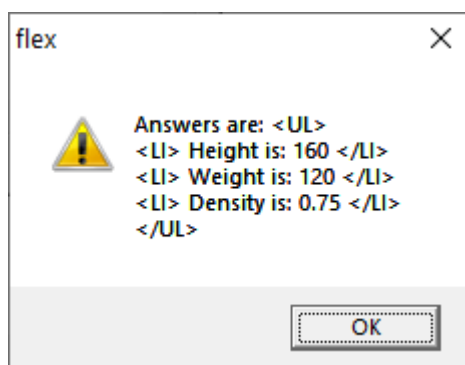 flex
Answers are: <UL>
<LI> Height is: 160 </LI>
<LI> Weight is: 120 </LI>
<LI> Density is: 0.75 </LI>
</UL>
OK